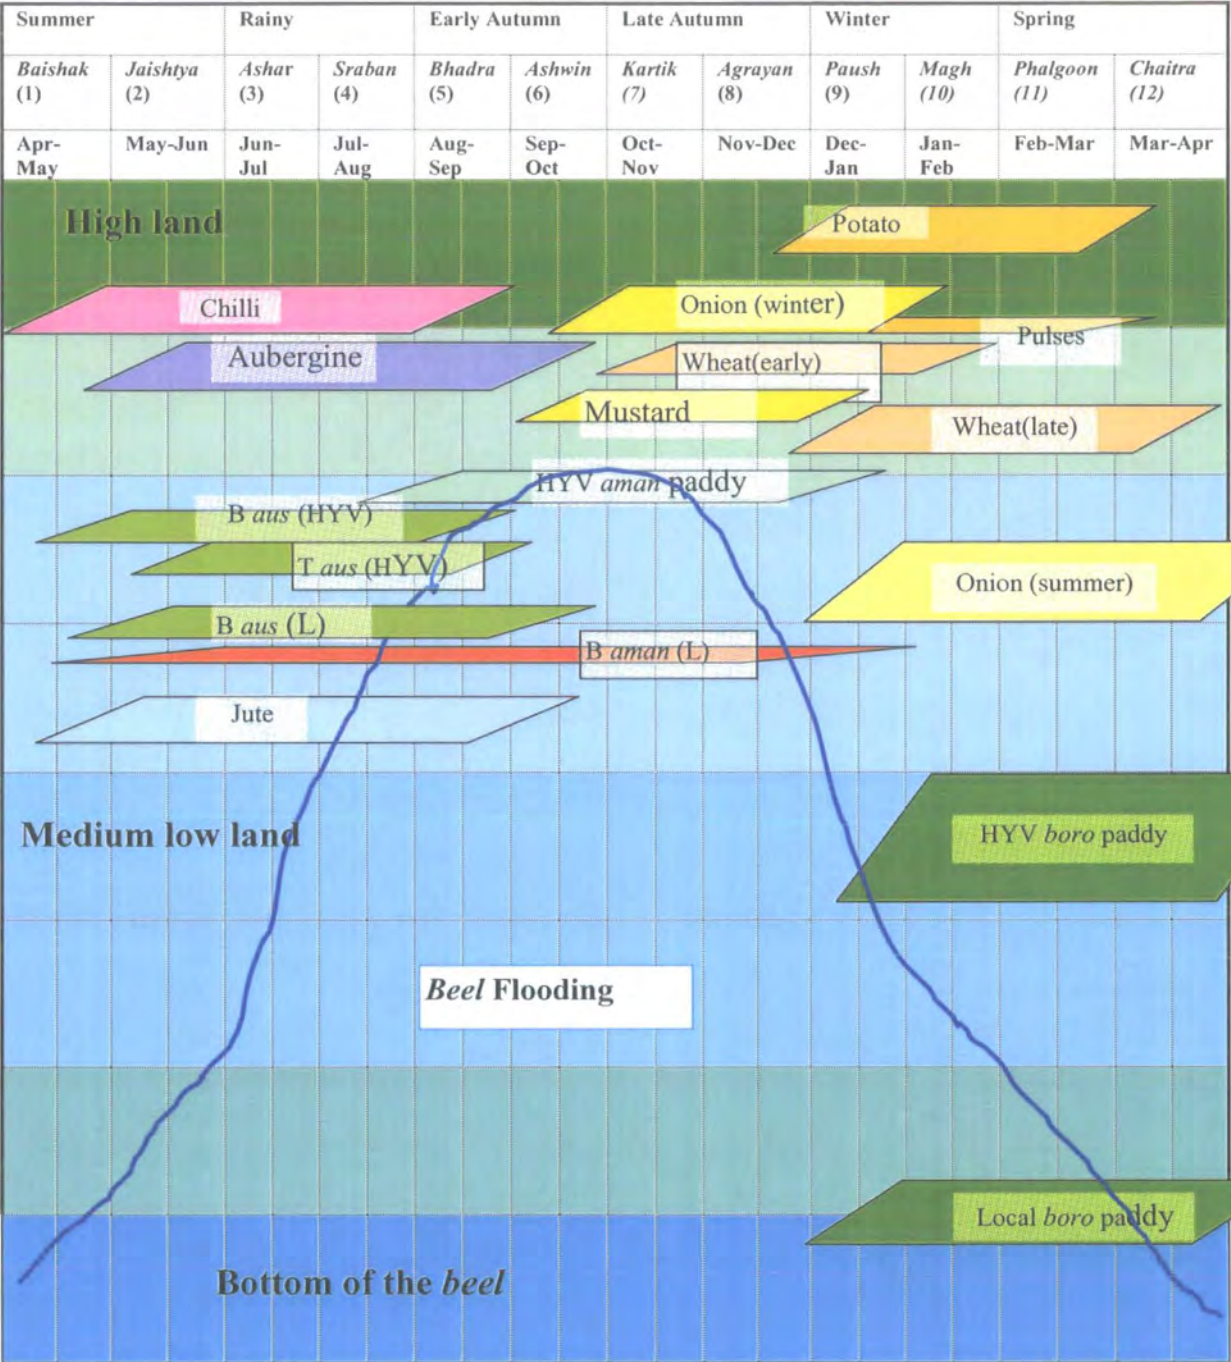 Summer Rainy Early Autumn Late Autumn Winter Spring
Baishak Jaishtya Ashar Sraban Bhadra Ashwin Kartik Agrayan Paush Magh Phalgoon Chaitra
(1) (2) (3) (4) (5) (6) (7) (8) (9) (10) (11) (12)
Apr- May-Jun Jun- Jul- Aug- Sep- Oct- Nov-Dec Dec- Jan- Feb-Mar Mar-Apr
May Jul Aug Sep Oct Nov Jan Feb
High land
Potato
Chilli
Onion (winter)
Pulses
Aubergine
Wheat(early)
Mustard
Wheat(late)
HYV aman paddy
B aus (HYV)
T aus (HYV)
Onion (summer)
B aus (L)
B aman (L)
Jute
Medium low land
HYV boro paddy
Beel Flooding
Local boro paddy
Bottom of the beel